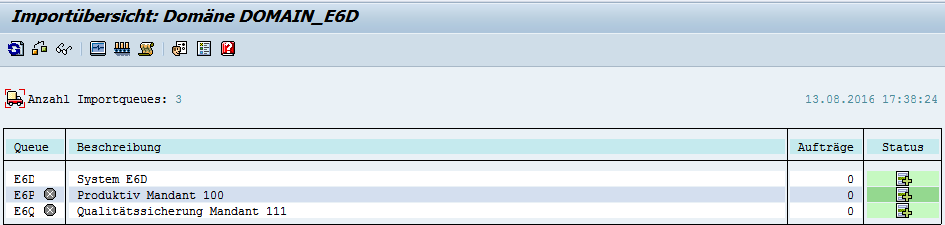 Importübersicht: Domäne DOMAIN_E6D
Anzahl Importqueues: 3 13.08.2016 17:38:24
Queue Beschreibung Aufträge Status
E6D System E6D 0
E6P Produktiv Mandant 100 0
E6Q Qualitätssicherung Mandant 111 0